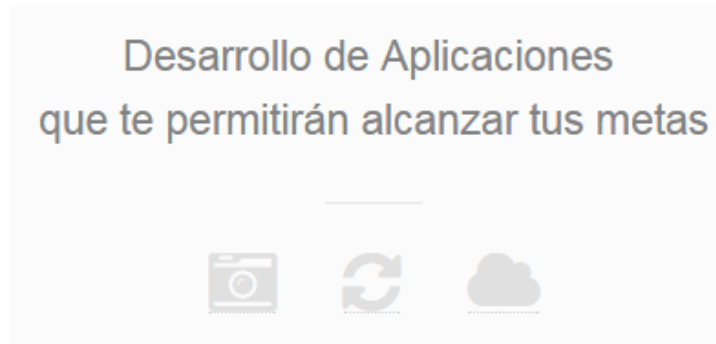 Desarrollo de Aplicaciones
que te permitirán alcanzar tus metas